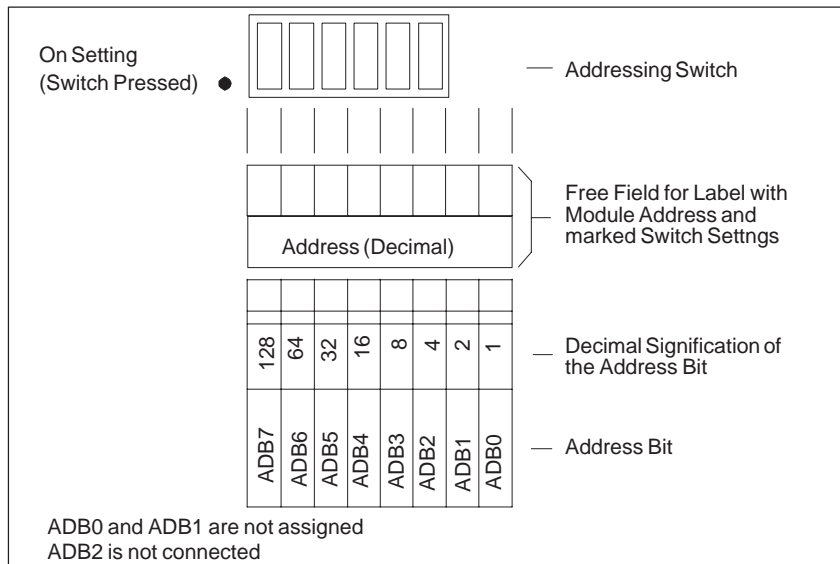 On Setting
(Switch Pressed)
Addressing Switch
Free Field for Label with
Module Address and
marked Switch Settngs
Address (Decimal)
128 64 32 16 8 4 2 1
Decimal Signification of
the Address Bit
ADB7 ADB6 ADB5 ADB4 ADB3 ADB2 ADB1 ADB0
Address Bit
ADB0 and ADB1 are not assigned
ADB2 is not connected